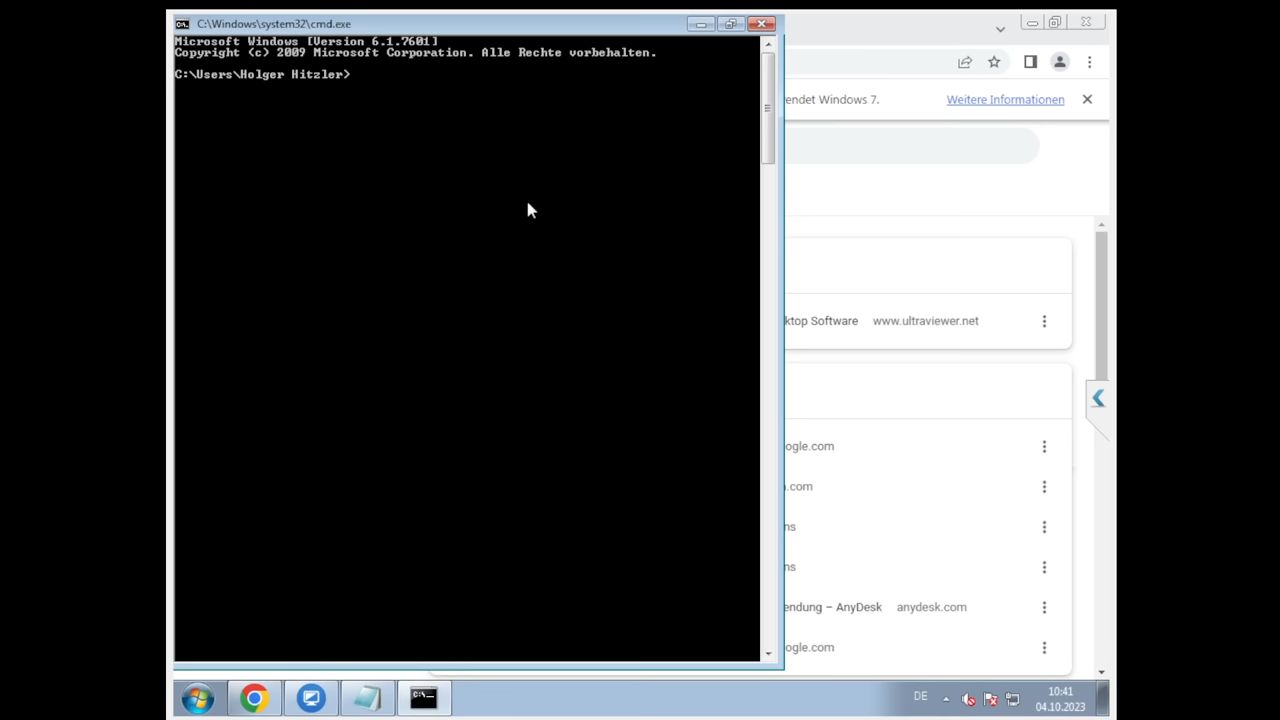 C:\Windows\system32\cmd.exe
Microsoft Windows [Version 6.1.7601]
Copyright (c) 2009 Microsoft Corporation. Alle Rechte vorbehalten.
C:\Users\Holger Hitzler>
endet Windows 7.
Weitere Informationen
ktop Software www.ultraviewer.net
ogle.com
.com
ns
ns
endung – AnyDesk anydesk.com
ogle.com
DE
10:41
04.10.2023